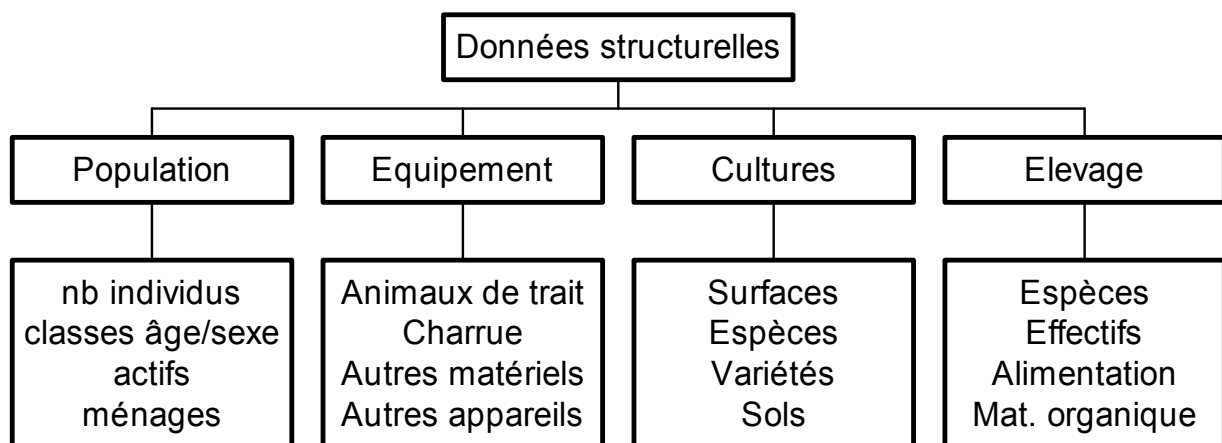 Données structurelles
Population
Equipement
Cultures
Elevage
nb individus
classes âge/sexe
actifs
ménages
Animaux de trait
Charrue
Autres matériels
Autres appareils
Surfaces
Espèces
Variétés
Sols
Espèces
Effectifs
Alimentation
Mat. organique